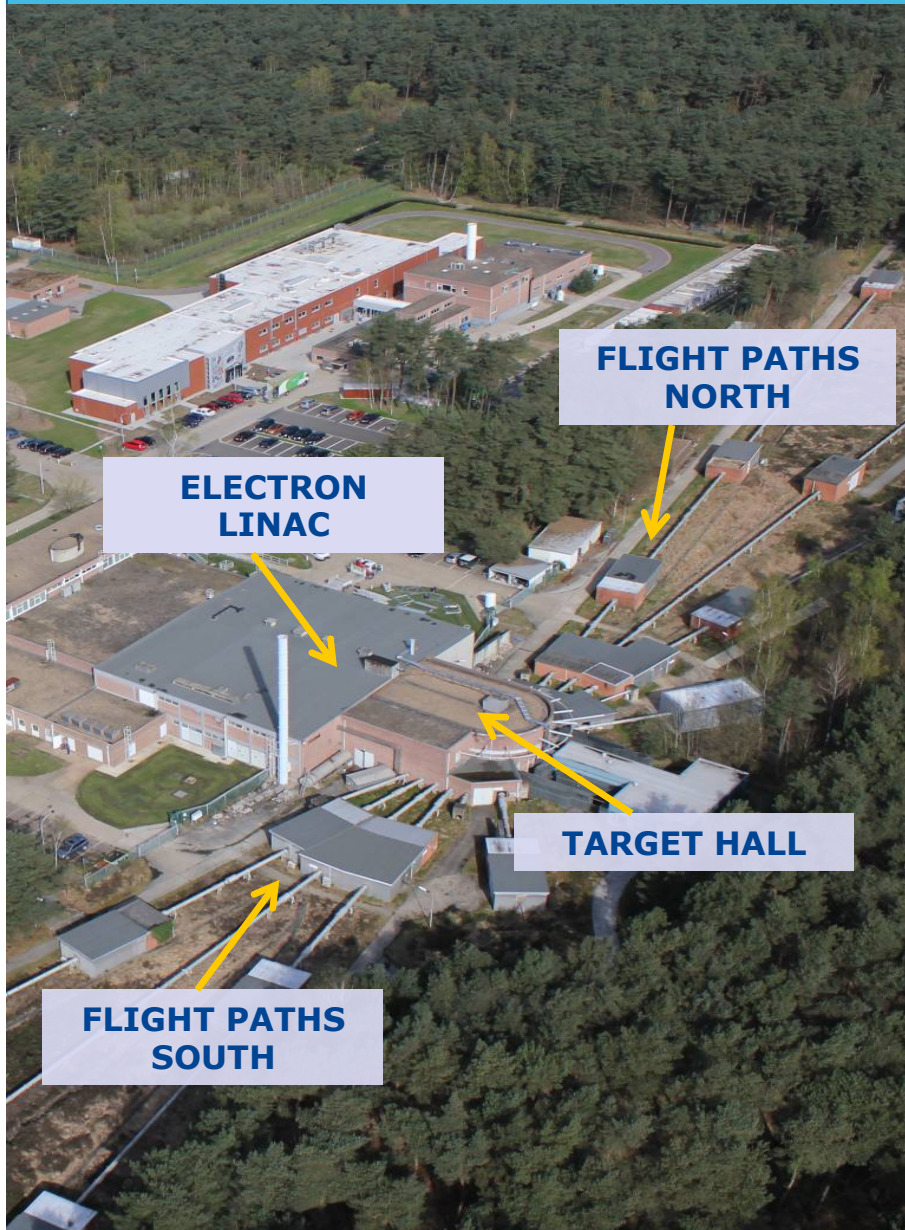 FLIGHT PATHS
NORTH
ELECTRON
LINAC
TARGET HALL
FLIGHT PATHS
SOUTH